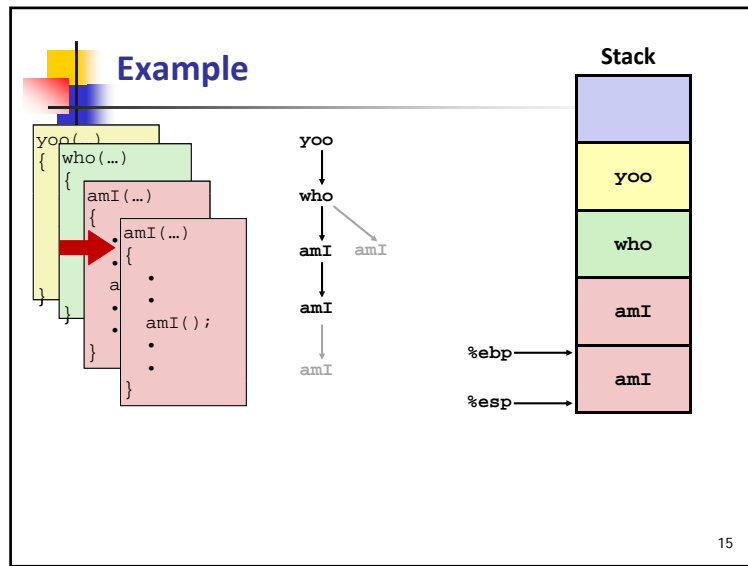 Example
Stack
yoo(…)
{
}
who(…)
{
}
amI(…)
{
•
•
a
•
•
}
amI(…)
{
•
•
amI();
•
•
}
yoo
who
amI
amI
amI
amI
yoo
who
amI
amI
%ebp
%esp
15